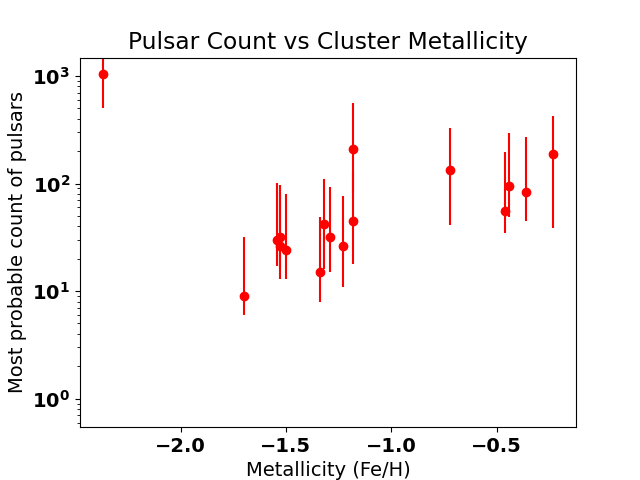 Pulsar Count vs Cluster Metallicity
Most probable count of pulsars
10³
10²
10¹
10⁰
−2.0 −1.5 −1.0 −0.5
Metallicity (Fe/H)